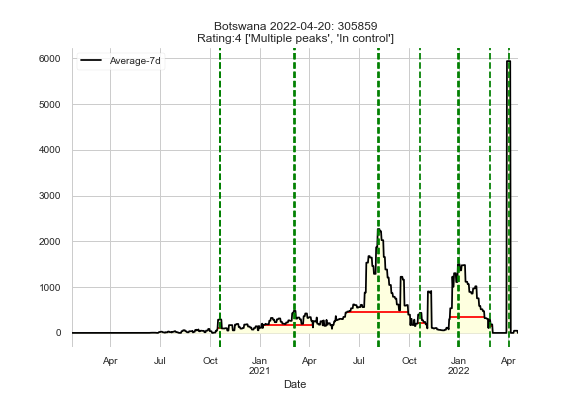 Botswana 2022-04-20: 305859
Rating:4 ['Multiple peaks', 'In control']
Average-7d
6000
5000
4000
3000
2000
1000
0
Apr Jul Oct Jan Apr Jul Oct Jan Apr
2021 2022
Date